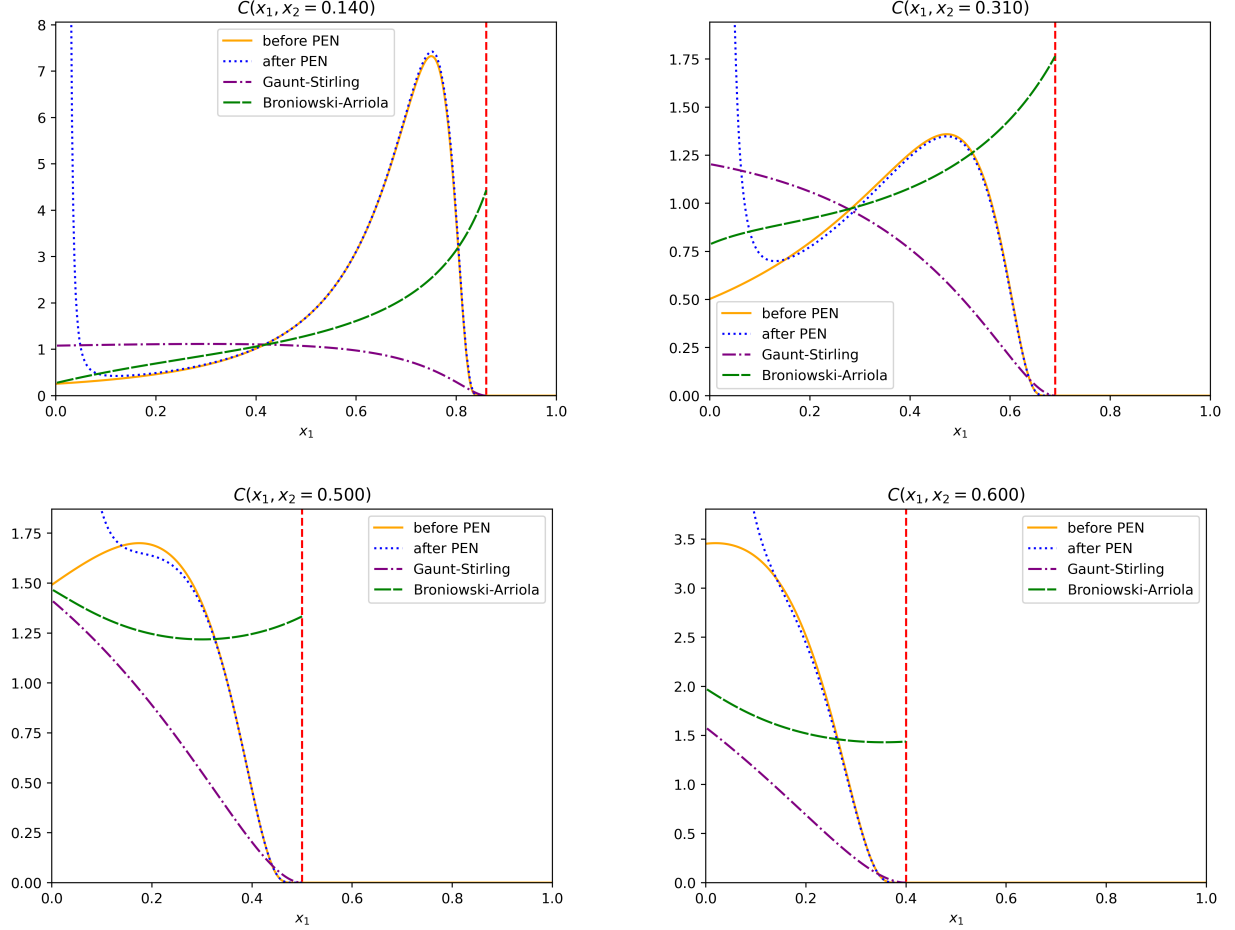 C(x₁, x₂ = 0.140)
8
7
6
5
4
3
2
1
0
before PEN
after PEN
Gaunt-Stirling
Broniowski-Arriola
0.0 0.2 0.4 0.6 0.8 1.0
x₁
C(x₁, x₂ = 0.310)
1.75
1.50
1.25
1.00
0.75
0.50
0.25
0.00
before PEN
after PEN
Gaunt-Stirling
Broniowski-Arriola
0.0 0.2 0.4 0.6 0.8 1.0
x₁
C(x₁, x₂ = 0.500)
1.75
1.50
1.25
1.00
0.75
0.50
0.25
0.00
before PEN
after PEN
Gaunt-Stirling
Broniowski-Arriola
0.0 0.2 0.4 0.6 0.8 1.0
x₁
C(x₁, x₂ = 0.600)
3.5
3.0
2.5
2.0
1.5
1.0
0.5
0.0
before PEN
after PEN
Gaunt-Stirling
Broniowski-Arriola
0.0 0.2 0.4 0.6 0.8 1.0
x₁